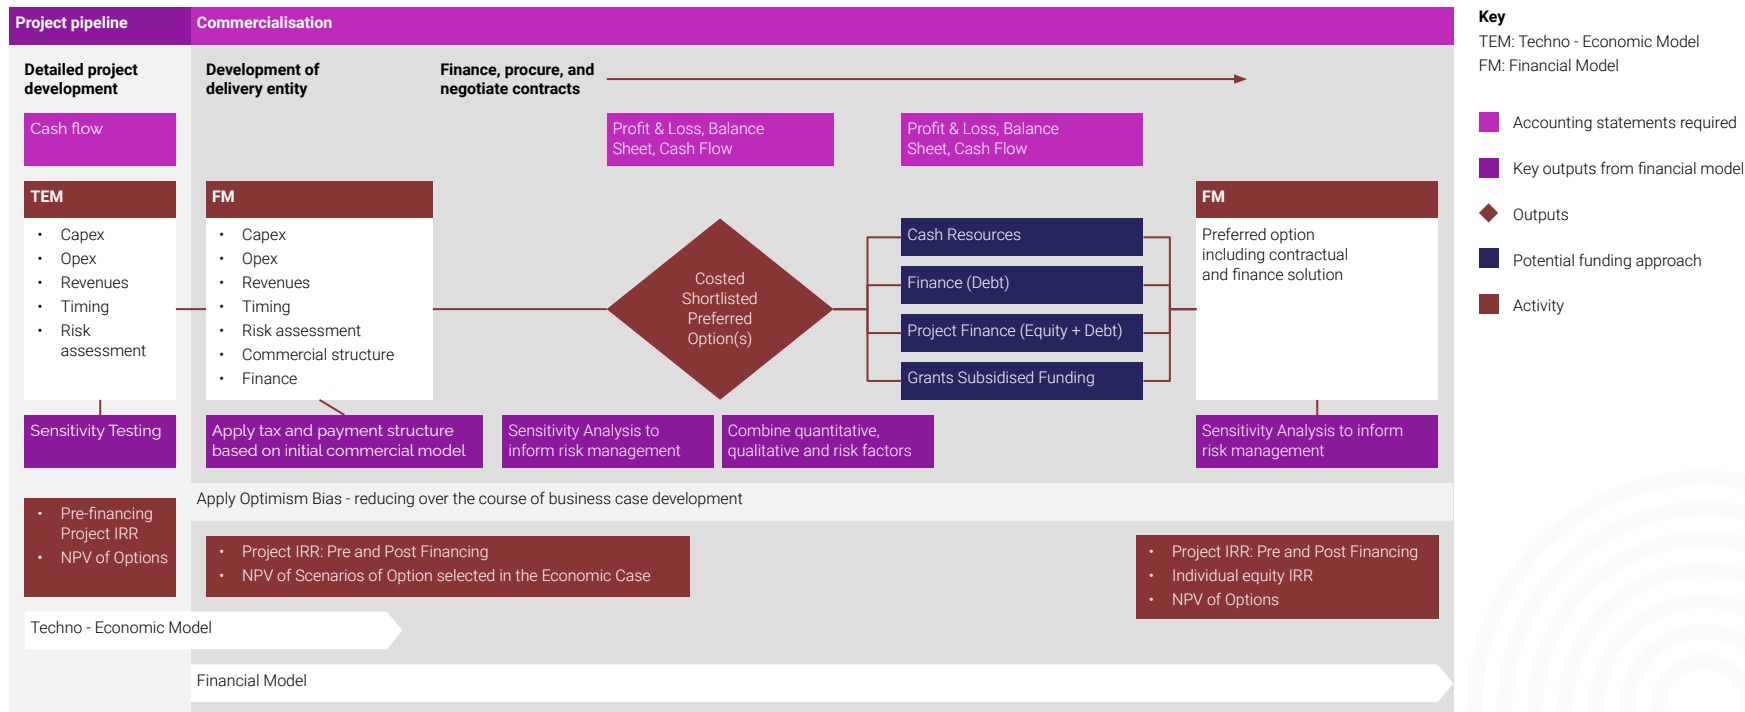 Project pipeline
Commercialisation
Detailed project
development
Development of
delivery entity
Finance, procure, and
negotiate contracts
Cash flow
Profit & Loss, Balance
Sheet, Cash Flow
Profit & Loss, Balance
Sheet, Cash Flow
TEM
• Capex
• Opex
• Revenues
• Timing
• Risk
assessment
FM
• Capex
• Opex
• Revenues
• Timing
• Risk assessment
• Commercial structure
• Finance
Costed
Shortlisted
Preferred
Option(s)
Cash Resources
Finance (Debt)
Project Finance (Equity + Debt)
Grants Subsidised Funding
FM
Preferred option
including contractual
and finance solution
Sensitivity Testing
Apply tax and payment structure
based on initial commercial model
Sensitivity Analysis to
inform risk management
Combine quantitative,
qualitative and risk factors
Sensitivity Analysis to inform
risk management
Apply Optimism Bias - reducing over the course of business case development
• Pre-financing
Project IRR
• NPV of Options
• Project IRR: Pre and Post Financing
• NPV of Scenarios of Option selected in the Economic Case
• Project IRR: Pre and Post Financing
• Individual equity IRR
• NPV of Options
Techno - Economic Model
Financial Model
Key
TEM: Techno - Economic Model
FM: Financial Model
Accounting statements required
Key outputs from financial model
Outputs
Potential funding approach
Activity